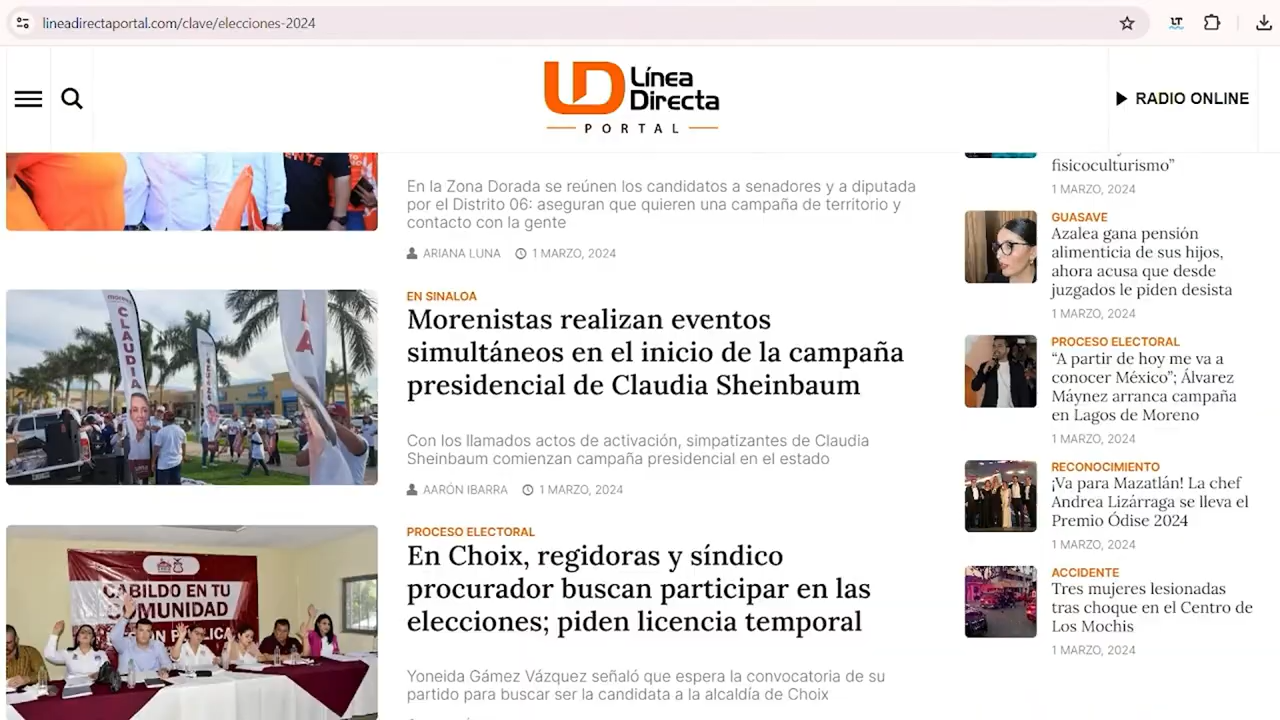 lineadirectaportal.com/clave/elecciones-2024
LD Línea
Directa
PORTAL
RADIO ONLINE
En la Zona Dorada se reúnen los candidatos a senadores y a diputada
por el Distrito 06: aseguran que quieren una campaña de territorio y
contacto con la gente
ARIANA LUNA 1 MARZO, 2024
CLAUDIA
EN SINALOA
Morenistas realizan eventos
simultáneos en el inicio de la campaña
presidencial de Claudia Sheinbaum
Con los llamados actos de activación, simpatizantes de Claudia
Sheinbaum comienzan campaña presidencial en el estado
AARÓN IBARRA 1 MARZO, 2024
CABILDO EN TU
COMUNIDAD
PROCESO ELECTORAL
En Choix, regidoras y síndico
procurador buscan participar en las
elecciones; piden licencia temporal
Yoneida Gámez Vázquez señaló que espera la convocatoria de su
partido para buscar ser la candidata a la alcaldía de Choix
fisicoculturismo”
1 MARZO, 2024
GUASAVE
Azalea gana pensión
alimenticia de sus hijos,
ahora acusa que desde
juzgados le piden desista
1 MARZO, 2024
PROCESO ELECTORAL
“A partir de hoy me va a
conocer México”; Álvarez
Máynez arranca campaña
en Lagos de Moreno
1 MARZO, 2024
RECONOCIMIENTO
¡Va para Mazatlán! La chef
Andrea Lizárraga se lleva el
Premio Ódise 2024
1 MARZO, 2024
ACCIDENTE
Tres mujeres lesionadas
tras choque en el Centro de
Los Mochis
1 MARZO, 2024